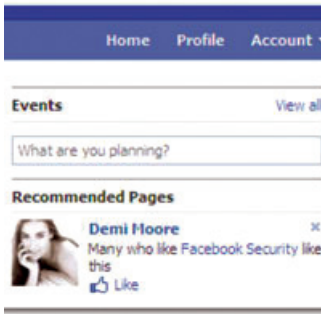 Home Profile Account
Events View all
What are you planning?
Recommended Pages
Demi Moore ×
Many who like Facebook Security like
this
Like